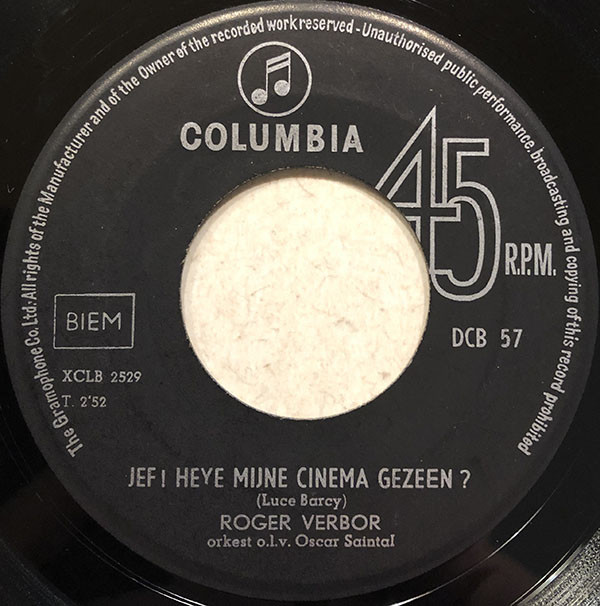 The Gramophone Co. Ltd. All rights of the Manufacturer and of the Owner of the recorded work reserved - Unauthorised public performance, broadcasting and copying of this record prohibited
COLUMBIA
45
R.P.M.
BIEM
DCB 57
XCLB 2529
T. 2'52
JEF! HEYE MIJNE CINEMA GEZEEN ?
(Luce Barcy)
ROGER VERBOR
orkest o.l.v. Oscar Saintal